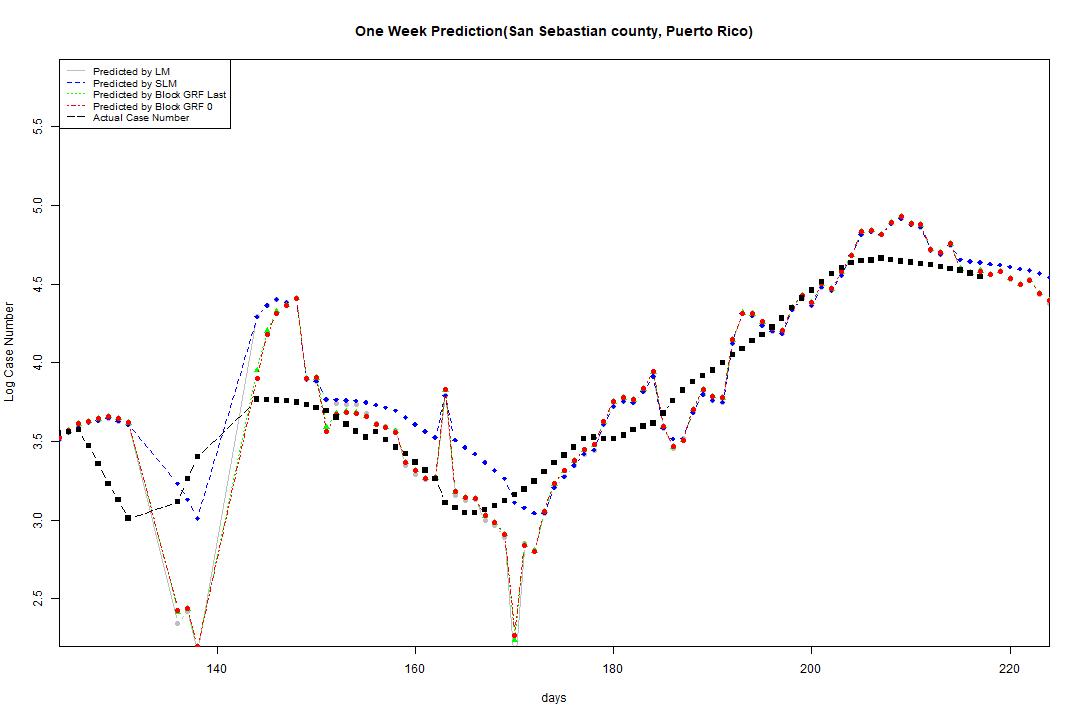 One Week Prediction(San Sebastian county, Puerto Rico)
Predicted by LM
Predicted by SLM
Predicted by Block GRF Last
Predicted by Block GRF 0
Actual Case Number
Log Case Number
5.5
5.0
4.5
4.0
3.5
3.0
2.5
140 160 180 200 220
days